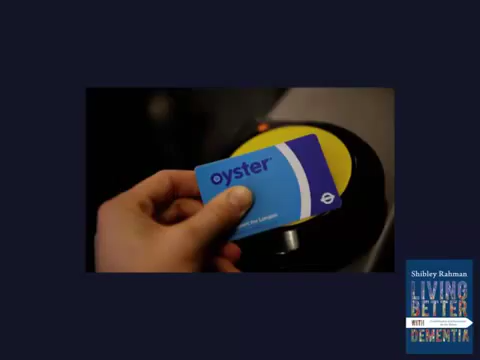 oyster
Shibley Rahman
LIVING
BETTER
WITH
DEMENTIA